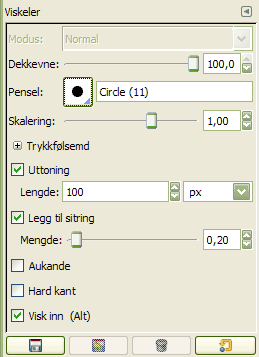 Viskeler
Modus: Normal
Dekkevne: 100,0
Pensel: Circle (11)
Skalering: 1,00
Trykkfølsemd
Uttoning
Lengde: 100 px
Legg til sitring
Mengde: 0,20
Aukande
Hard kant
Visk inn (Alt)